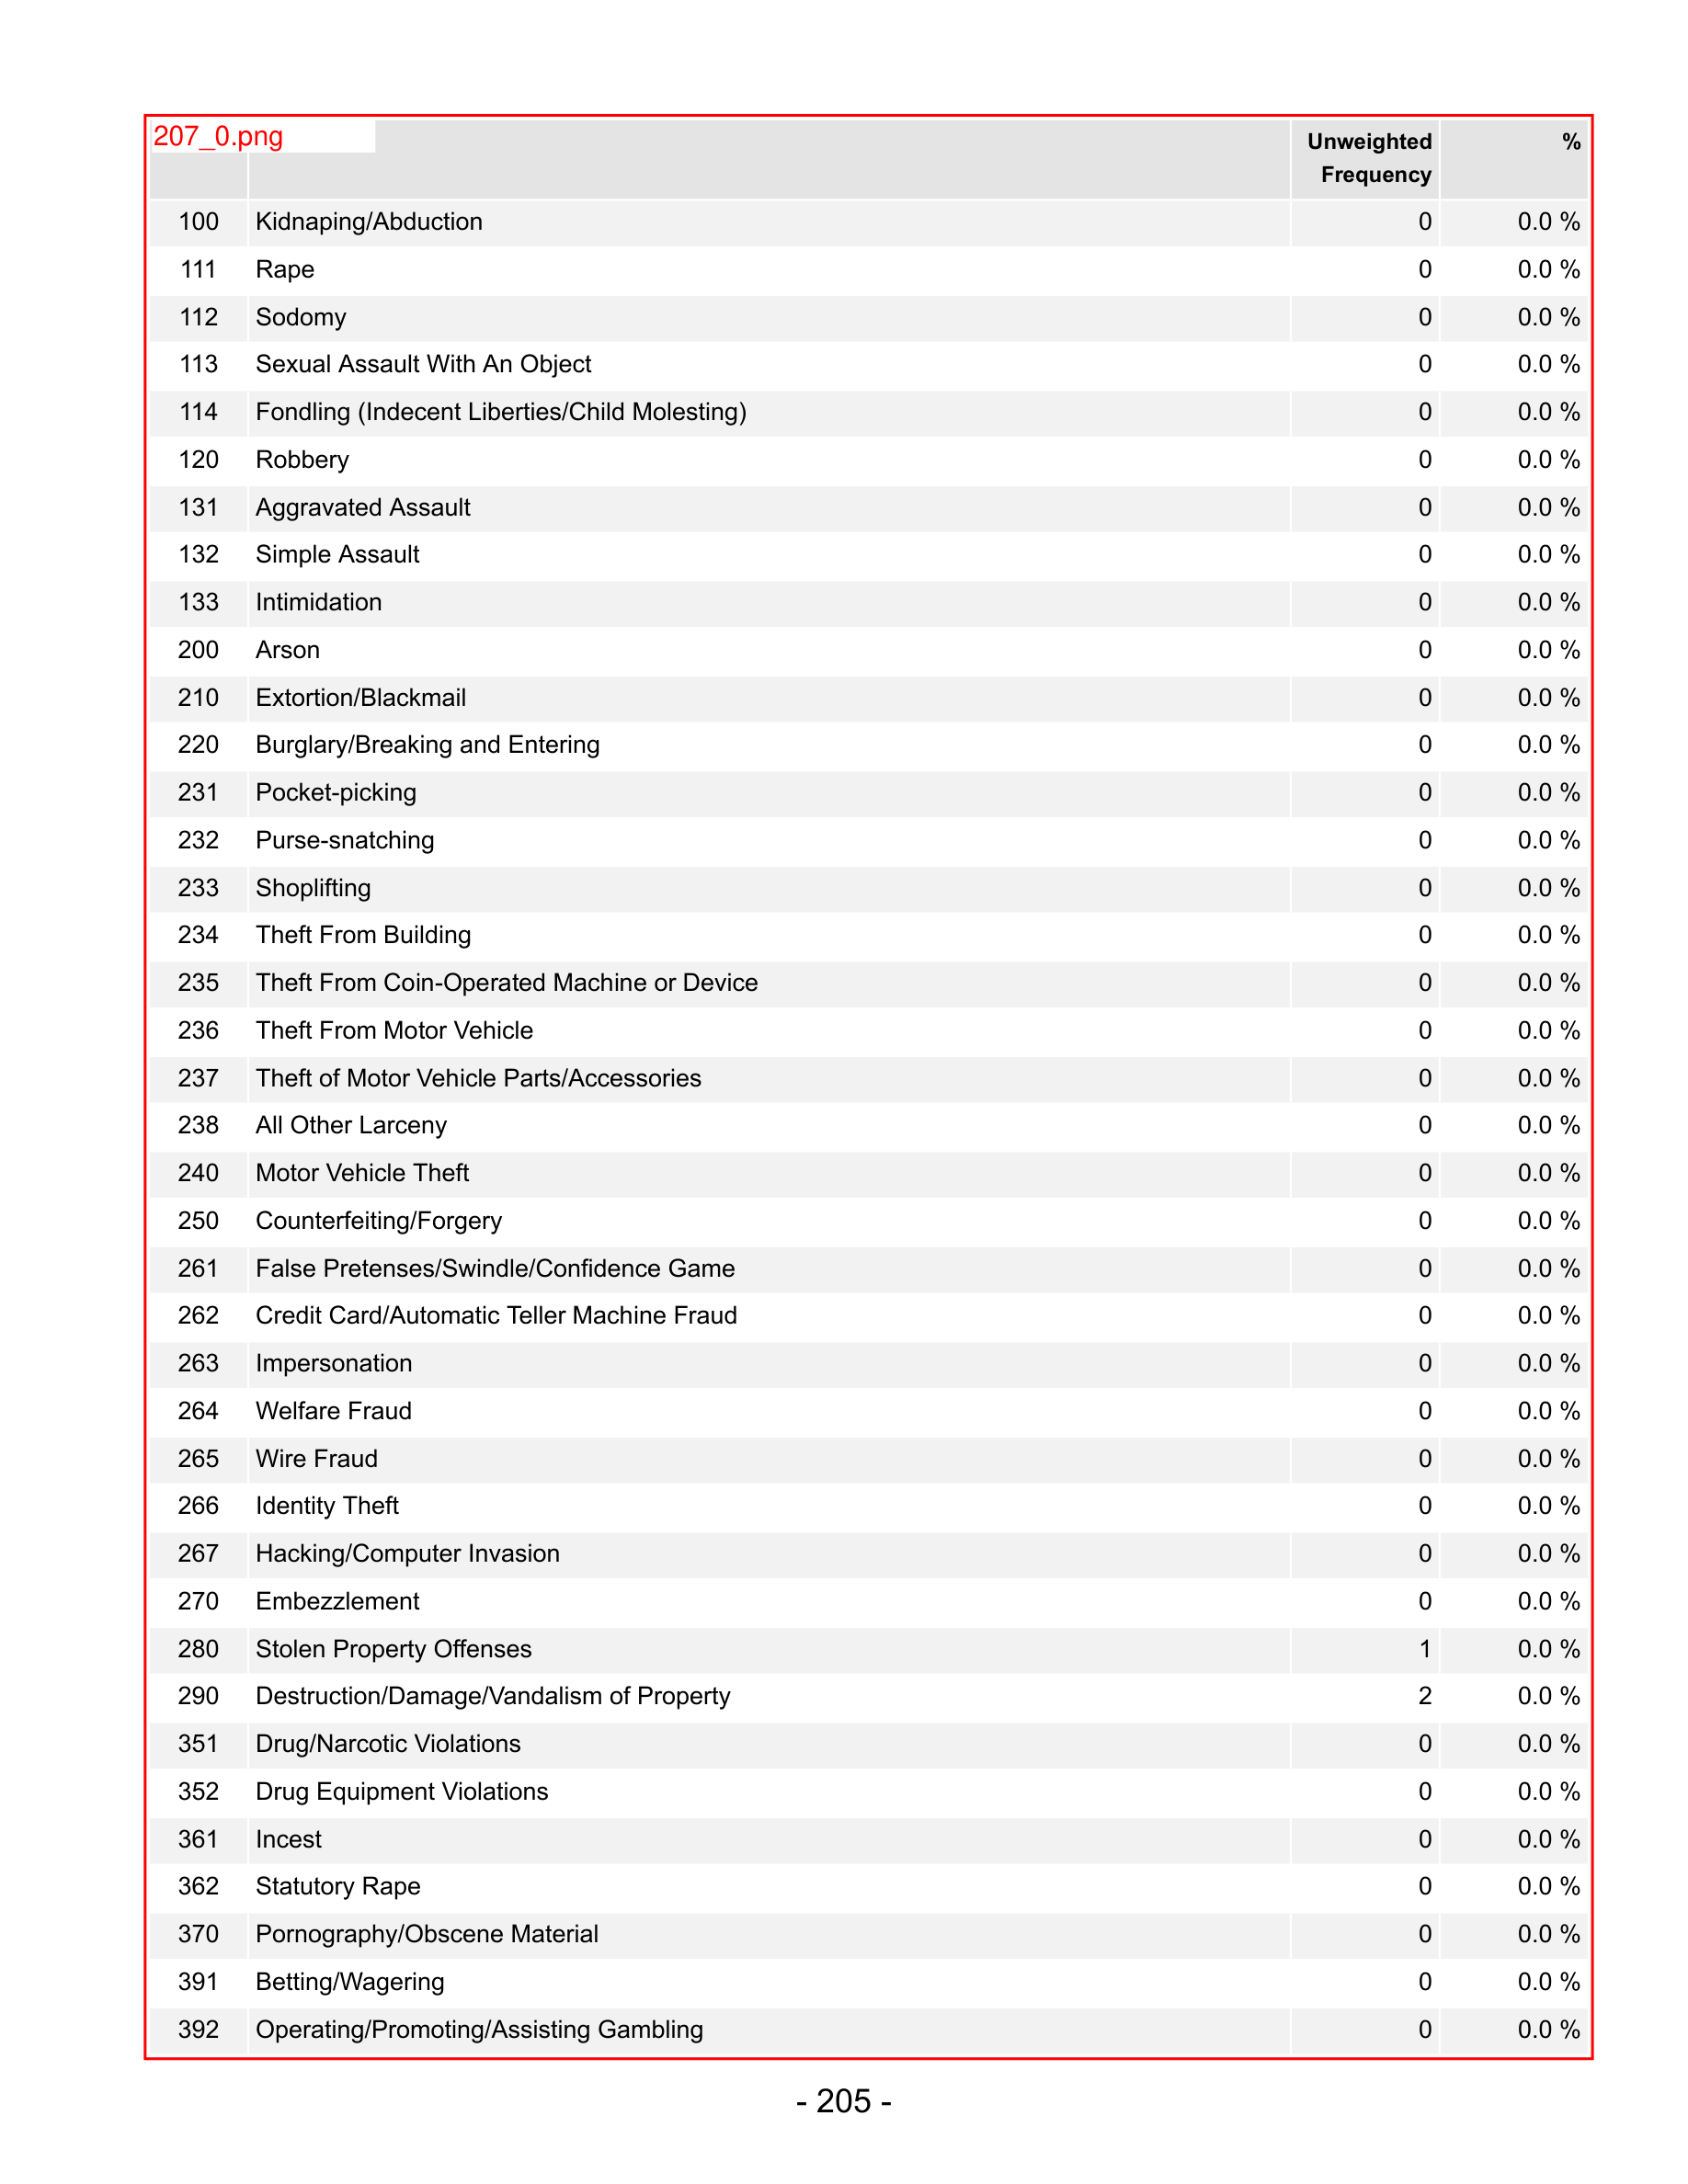 207_0.png
Unweighted Frequency %
100 Kidnaping/Abduction 0 0.0 %
111 Rape 0 0.0 %
112 Sodomy 0 0.0 %
113 Sexual Assault With An Object 0 0.0 %
114 Fondling (Indecent Liberties/Child Molesting) 0 0.0 %
120 Robbery 0 0.0 %
131 Aggravated Assault 0 0.0 %
132 Simple Assault 0 0.0 %
133 Intimidation 0 0.0 %
200 Arson 0 0.0 %
210 Extortion/Blackmail 0 0.0 %
220 Burglary/Breaking and Entering 0 0.0 %
231 Pocket-picking 0 0.0 %
232 Purse-snatching 0 0.0 %
233 Shoplifting 0 0.0 %
234 Theft From Building 0 0.0 %
235 Theft From Coin-Operated Machine or Device 0 0.0 %
236 Theft From Motor Vehicle 0 0.0 %
237 Theft of Motor Vehicle Parts/Accessories 0 0.0 %
238 All Other Larceny 0 0.0 %
240 Motor Vehicle Theft 0 0.0 %
250 Counterfeiting/Forgery 0 0.0 %
261 False Pretenses/Swindle/Confidence Game 0 0.0 %
262 Credit Card/Automatic Teller Machine Fraud 0 0.0 %
263 Impersonation 0 0.0 %
264 Welfare Fraud 0 0.0 %
265 Wire Fraud 0 0.0 %
266 Identity Theft 0 0.0 %
267 Hacking/Computer Invasion 0 0.0 %
270 Embezzlement 0 0.0 %
280 Stolen Property Offenses 1 0.0 %
290 Destruction/Damage/Vandalism of Property 2 0.0 %
351 Drug/Narcotic Violations 0 0.0 %
352 Drug Equipment Violations 0 0.0 %
361 Incest 0 0.0 %
362 Statutory Rape 0 0.0 %
370 Pornography/Obscene Material 0 0.0 %
391 Betting/Wagering 0 0.0 %
392 Operating/Promoting/Assisting Gambling 0 0.0 %
- 205 -